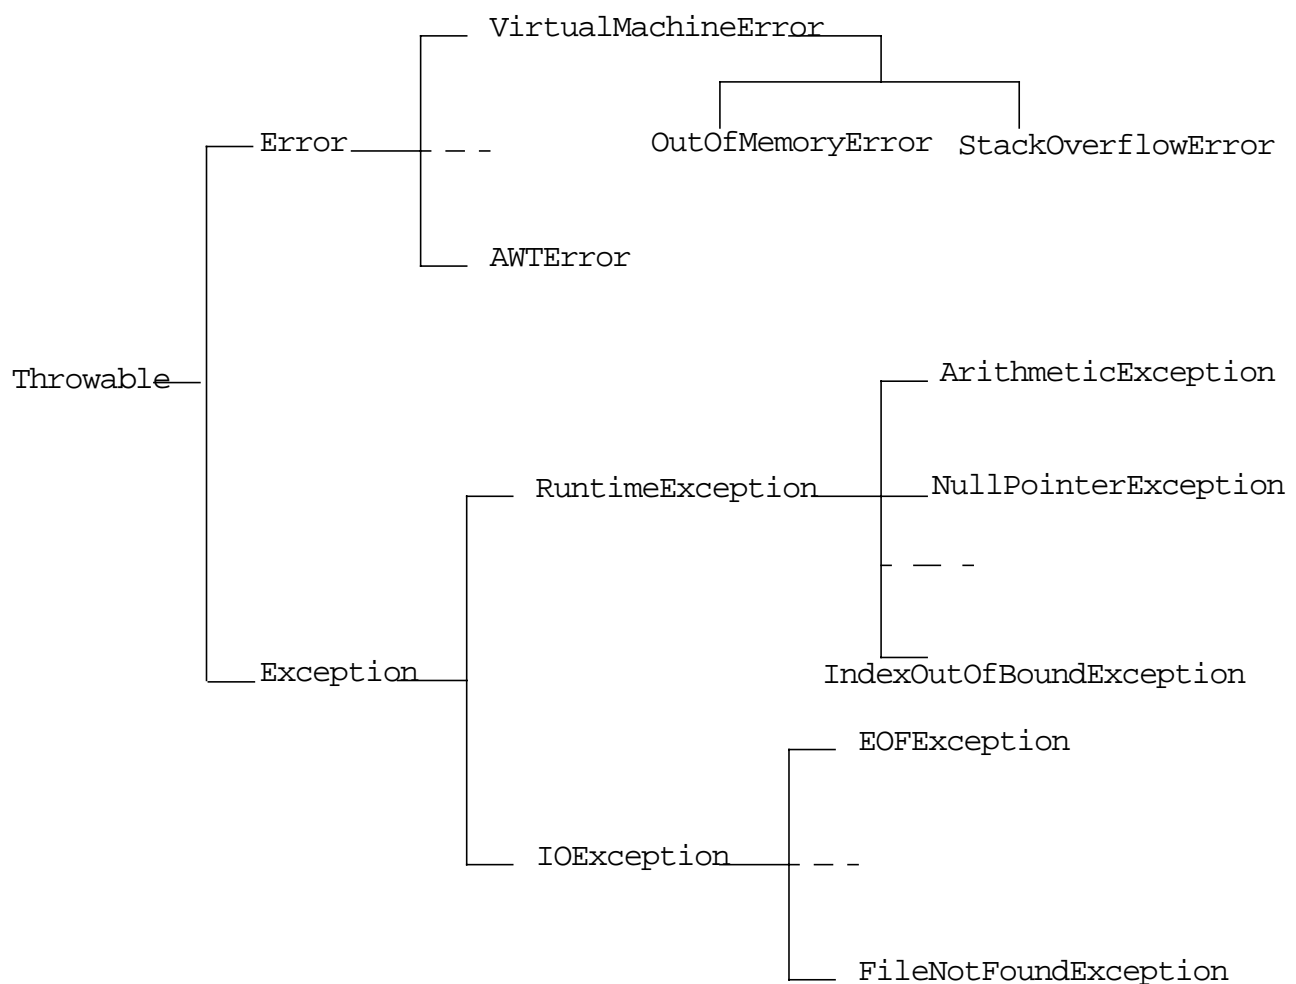 VirtualMachineError
Error
OutOfMemoryError
StackOverflowError
AWTError
Throwable
ArithmeticException
RuntimeException
NullPointerException
Exception
IndexOutOfBoundException
EOFException
IOException
FileNotFoundException